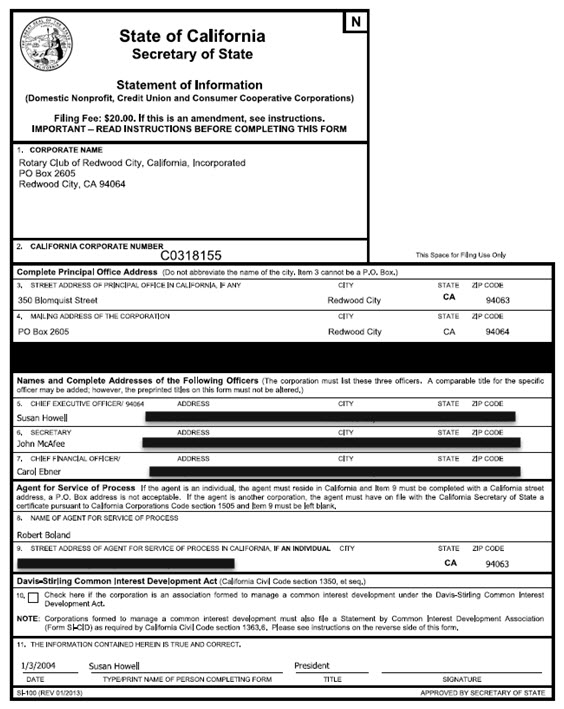 N
State of California
Secretary of State
Statement of Information
(Domestic Nonprofit, Credit Union and Consumer Cooperative Corporations)
Filing Fee: $20.00. If this is an amendment, see instructions.
IMPORTANT – READ INSTRUCTIONS BEFORE COMPLETING THIS FORM
1. CORPORATE NAME
Rotary Club of Redwood City, California, Incorporated
PO Box 2605
Redwood City, CA 94064
2. CALIFORNIA CORPORATE NUMBER
C0318155
This Space for Filing Use Only
Complete Principal Office Address (Do not abbreviate the name of the city. Item 3 cannot be a P.O. Box.)
3. STREET ADDRESS OF PRINCIPAL OFFICE IN CALIFORNIA, IF ANY CITY STATE ZIP CODE
350 Blomquist Street Redwood City CA 94063
4. MAILING ADDRESS OF THE CORPORATION CITY STATE ZIP CODE
PO Box 2605 Redwood City CA 94064
Names and Complete Addresses of the Following Officers (The corporation must list these three officers. A comparable title for the specific
officer may be added; however, the preprinted titles on this form must not be altered.)
5. CHIEF EXECUTIVE OFFICER/ 94064 ADDRESS CITY STATE ZIP CODE
Susan Howell
6. SECRETARY ADDRESS CITY STATE ZIP CODE
John McAfee
7. CHIEF FINANCIAL OFFICER/ ADDRESS CITY STATE ZIP CODE
Carol Ebner
Agent for Service of Process If the agent is an individual, the agent must reside in California and Item 9 must be completed with a California street
address, a P.O. Box address is not acceptable. If the agent is another corporation, the agent must have on file with the California Secretary of State a
certificate pursuant to California Corporations Code section 1505 and Item 9 must be left blank.
8. NAME OF AGENT FOR SERVICE OF PROCESS
Robert Boland
9. STREET ADDRESS OF AGENT FOR SERVICE OF PROCESS IN CALIFORNIA, IF AN INDIVIDUAL CITY STATE ZIP CODE
CA 94063
Davis-Stirling Common Interest Development Act (California Civil Code section 1350, et seq.)
10. Check here if the corporation is an association formed to manage a common interest development under the Davis-Stirling Common Interest
Development Act.
NOTE: Corporations formed to manage a common interest development must also file a Statement by Common Interest Development Association
(Form SI-CID) as required by California Civil Code section 1363.6. Please see instructions on the reverse side of this form.
11. THE INFORMATION CONTAINED HEREIN IS TRUE AND CORRECT.
1/3/2004 Susan Howell President
DATE TYPE/PRINT NAME OF PERSON COMPLETING FORM TITLE SIGNATURE
SI-100 (REV 01/2013) APPROVED BY SECRETARY OF STATE